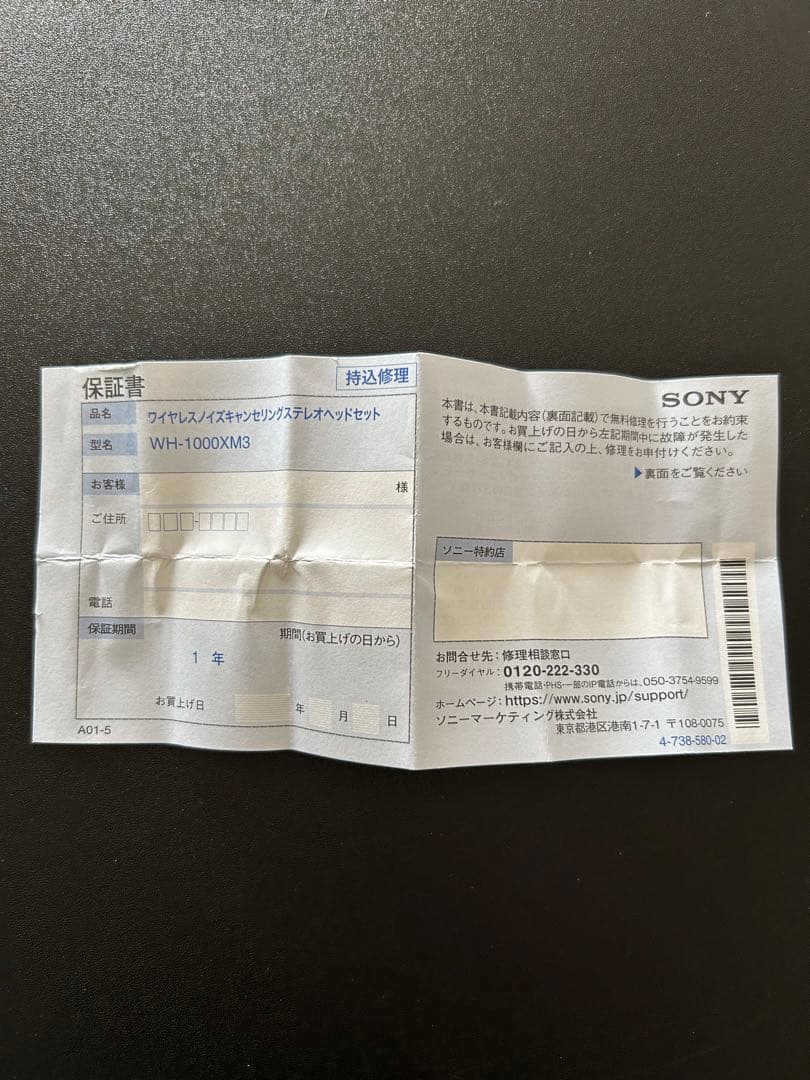 保証書
持込修理
品名 ワイヤレスノイズキャンセリングステレオヘッドセット
型名 WH-1000XM3
お客様 様
ご住所
電話
保証期間 期間(お買上げの日から)
1 年
お買上げ日 年 月 日
A01-5
SONY
本書は、本書記載内容(裏面記載)で無料修理を行うことをお約束
するものです。お買上げの日から左記期間中に故障が発生した
場合は、お客様欄にご記入の上、修理をお申付けください。
▶裏面をご覧ください
ソニー特約店
お問合せ先:修理相談窓口
フリーダイヤル:0120-222-330
携帯電話・PHS・一部のIP電話からは、050-3754-9599
ホームページ:https://www.sony.jp/support/
ソニーマーケティング株式会社
東京都港区港南1-7-1 〒108-0075
4-738-580-02